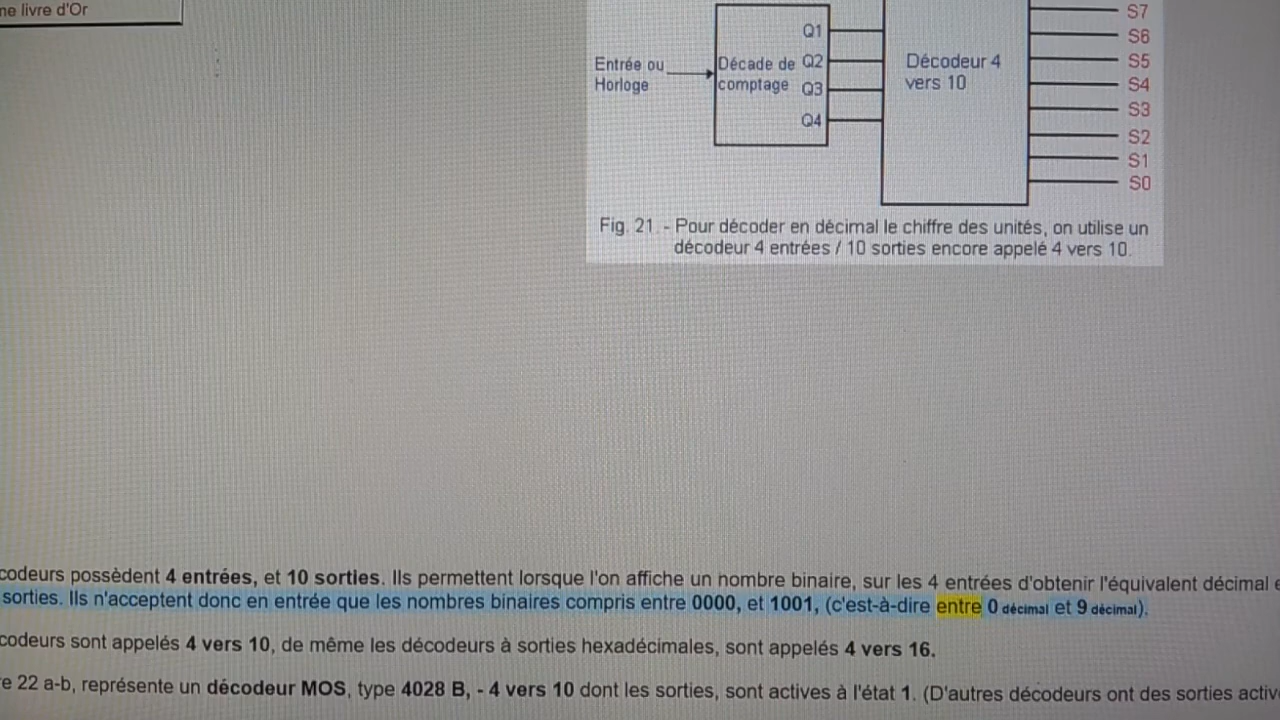 ne livre d'Or
S7
Q1
S6
Entrée ou
Horloge
Décade de
comptage
Q2
Décodeur 4
vers 10
S5
Q3
S4
S3
Q4
S2
S1
S0
Fig. 21 - Pour décoder en décimal le chiffre des unités, on utilise un
décodeur 4 entrées / 10 sorties encore appelé 4 vers 10.
codeurs possèdent 4 entrées, et 10 sorties. Ils permettent lorsque l'on affiche un nombre binaire, sur les 4 entrées d'obtenir l'équivalent décimal
sorties. Ils n'acceptent donc en entrée que les nombres binaires compris entre 0000, et 1001, (c'est-à-dire entre 0 décimal et 9 décimal).
codeurs sont appelés 4 vers 10, de même les décodeurs à sorties hexadécimales, sont appelés 4 vers 16.
e 22 a-b, représente un décodeur MOS, type 4028 B, - 4 vers 10 dont les sorties, sont actives à l'état 1. (D'autres décodeurs ont des sorties activ